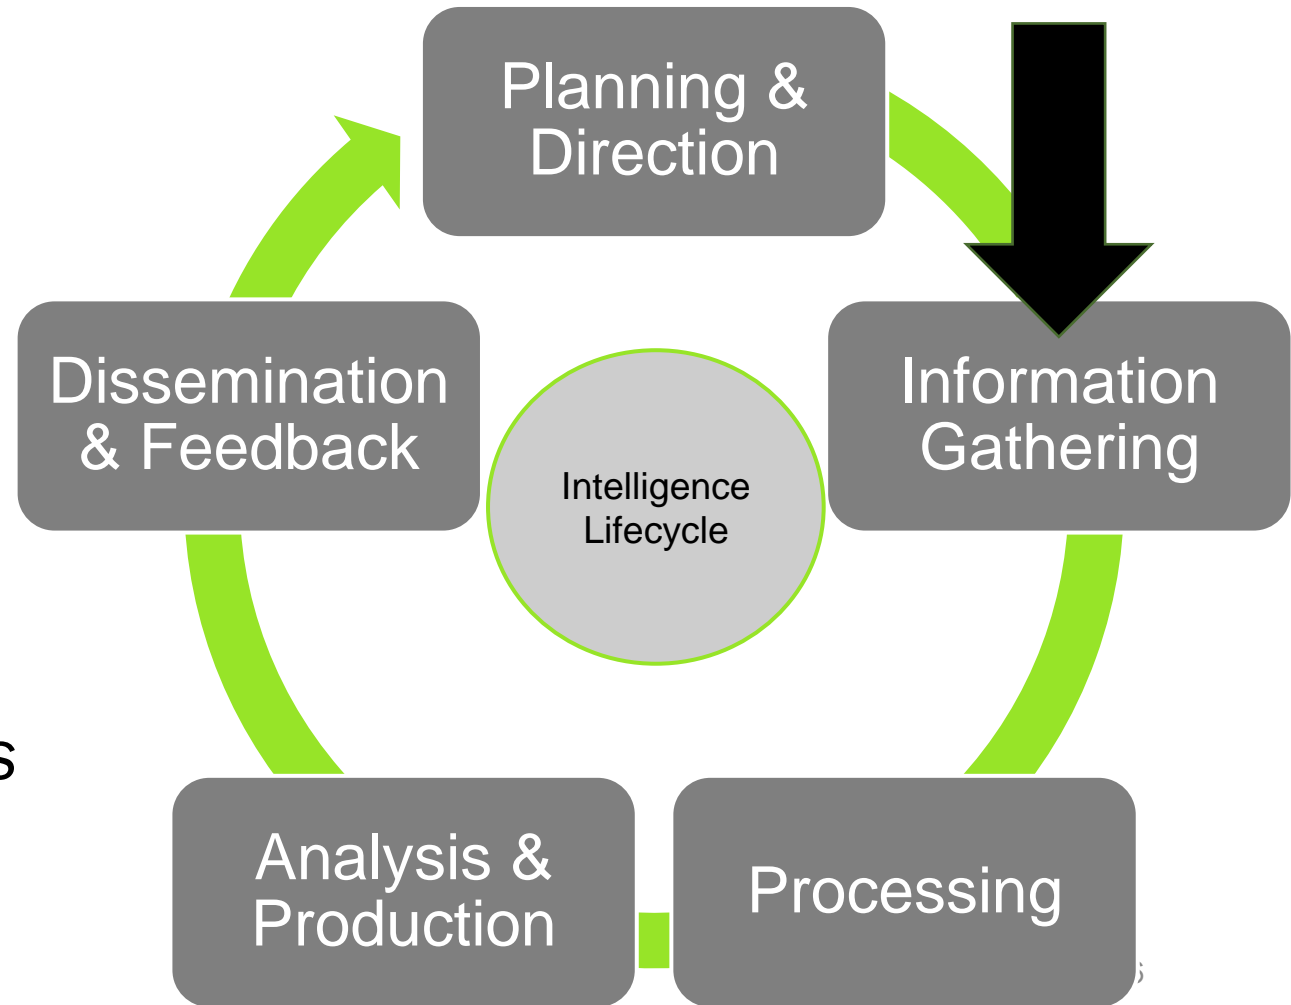 Planning &
Direction
Information
Gathering
Dissemination
& Feedback
Intelligence
Lifecycle
s
Analysis &
Production
Processing